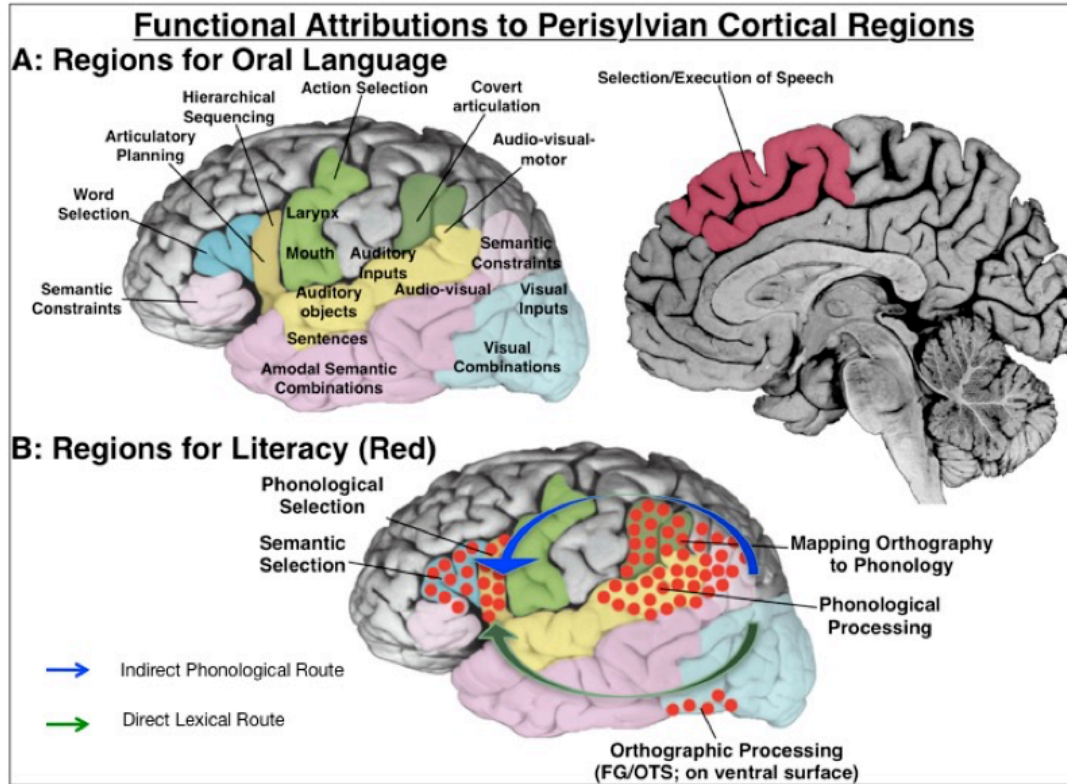 Functional Attributions to Perisylvian Cortical Regions
A: Regions for Oral Language
Action Selection
Hierarchical
Sequencing
Articulatory
Planning
Word
Selection
Semantic
Constraints
Covert
articulation
Audio-visual-
motor
Larynx
Mouth
Auditory
Inputs
Auditory
objects
Audio-visual
Semantic
Constraints
Visual
Inputs
Sentences
Visual
Combinations
Amodal Semantic
Combinations
Selection/Execution of Speech
B: Regions for Literacy (Red)
Phonological
Selection
Semantic
Selection
Mapping Orthography
to Phonology
Phonological
Processing
Indirect Phonological Route
Direct Lexical Route
Orthographic Processing
(FG/OTS; on ventral surface)